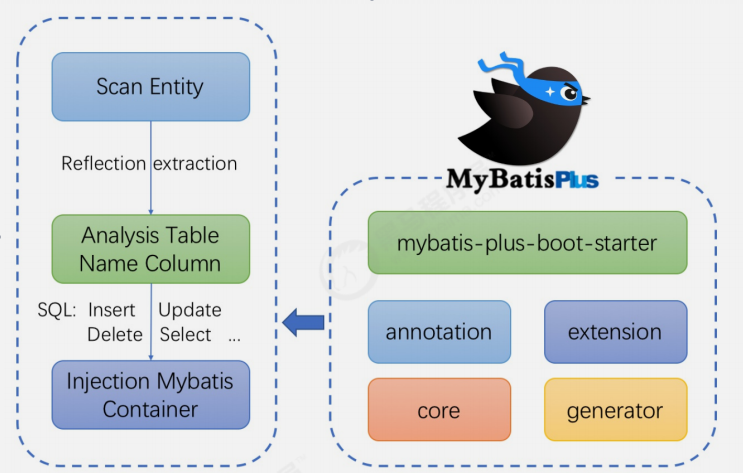 Scan Entity
Reflection extraction
Analysis Table
Name Column
SQL: Insert Update
Delete Select ...
Injection Mybatis
Container
MyBatisPlus
mybatis-plus-boot-starter
annotation
extension
core
generator